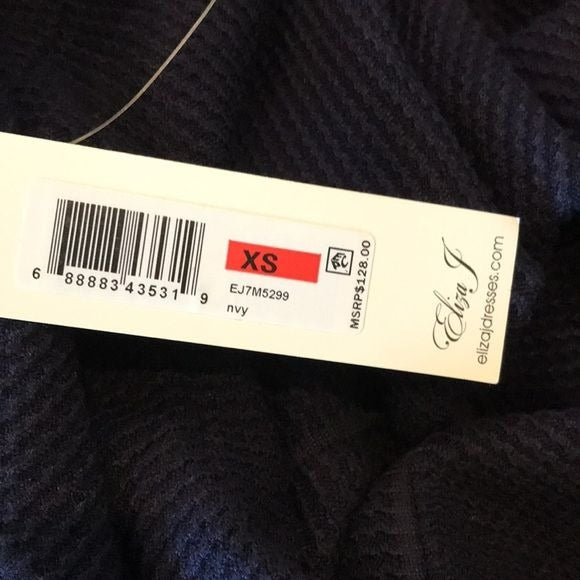 6 88883 43531 9
XS
EJ7M5299
nvy
MSRP$128.00
Eliza J
elizajdresses.com